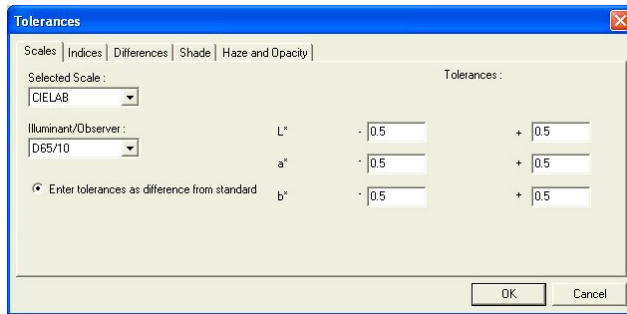 Tolerances
Scales Indices Differences Shade Haze and Opacity
Selected Scale :
Tolerances :
CIELAB
Illuminant/Observer :
D65/10
L* - 0.5 + 0.5
a* - 0.5 + 0.5
Enter tolerances as difference from standard
b* - 0.5 + 0.5
OK Cancel